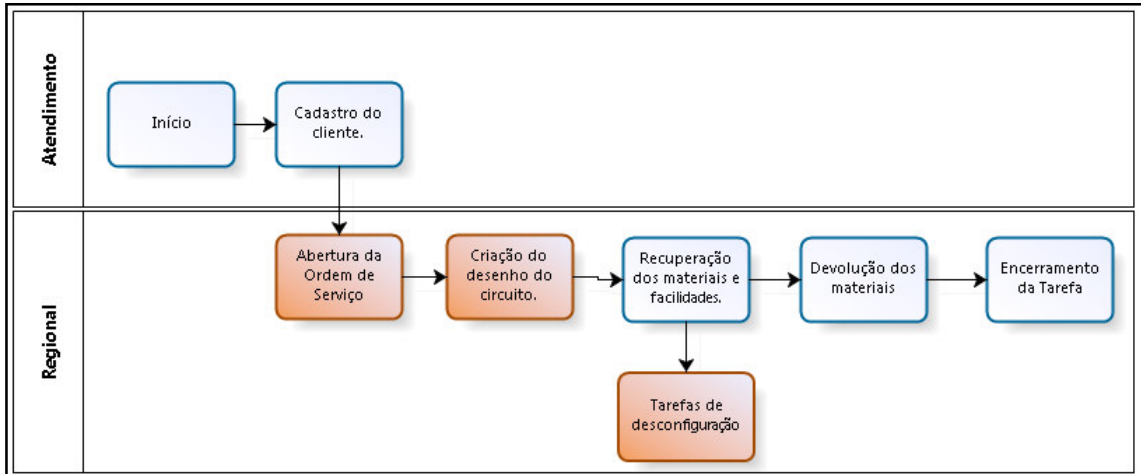 Atendimento
Início
Cadastro do
cliente.
Regional
Abertura da
Ordem de
Serviço
Criação do
desenho do
circuito.
Recuperação
dos materiais e
facilidades.
Devolução dos
materiais
Encerramento
da Tarefa
Tarefas de
desconfiguração